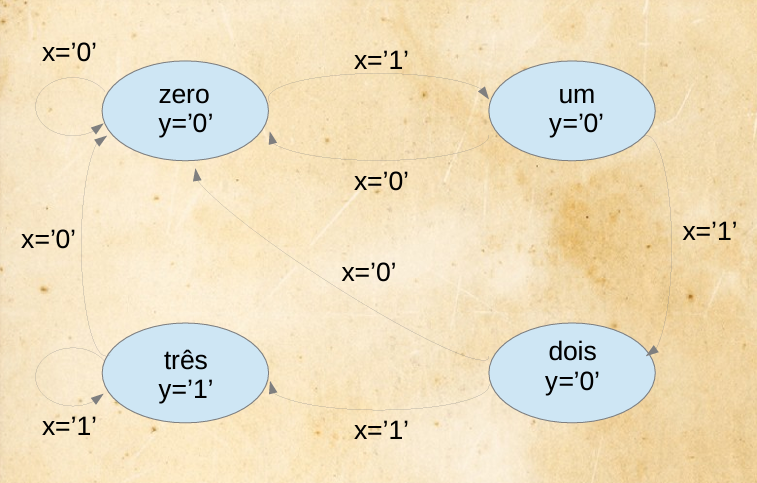 x=’0’
x=’1’
zero
y=’0’
um
y=’0’
x=’0’
x=’0’
x=’1’
x=’0’
três
y=’1’
dois
y=’0’
x=’1’
x=’1’